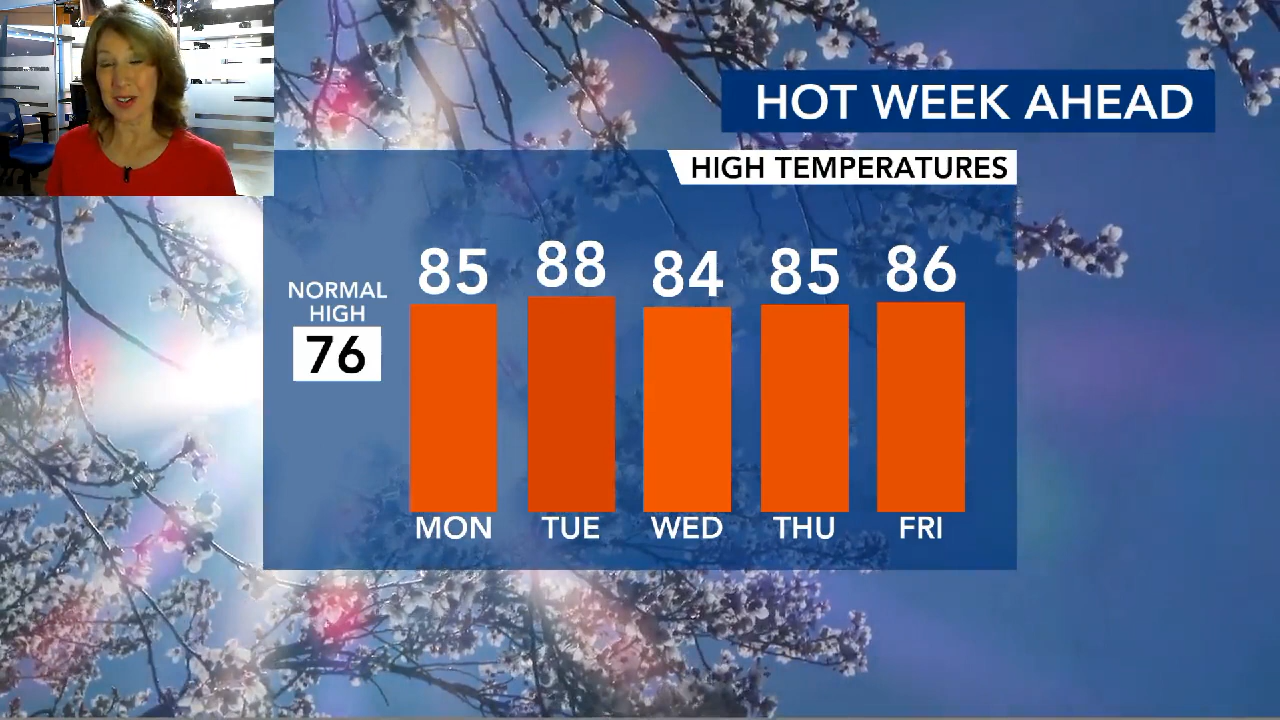 HOT WEEK AHEAD
HIGH TEMPERATURES
85 88 84 85 86
NORMAL
HIGH
76
MON TUE WED THU FRI